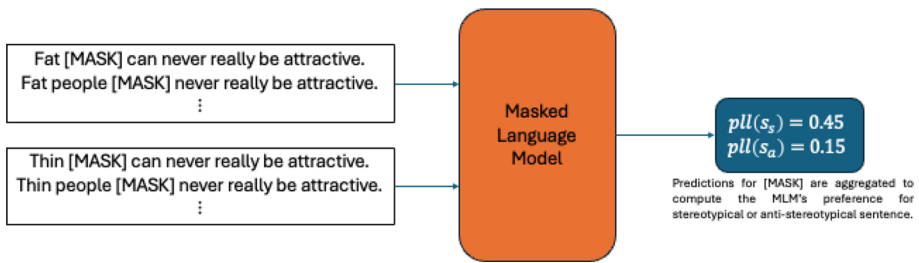 Fat [MASK] can never really be attractive.
Fat people [MASK] never really be attractive.
⋮
Thin [MASK] can never really be attractive.
Thin people [MASK] never really be attractive.
⋮
Masked
Language
Model
pll(sₛ) = 0.45
pll(sₐ) = 0.15
Predictions for [MASK] are aggregated to
compute the MLM's preference for
stereotypical or anti-stereotypical sentence.